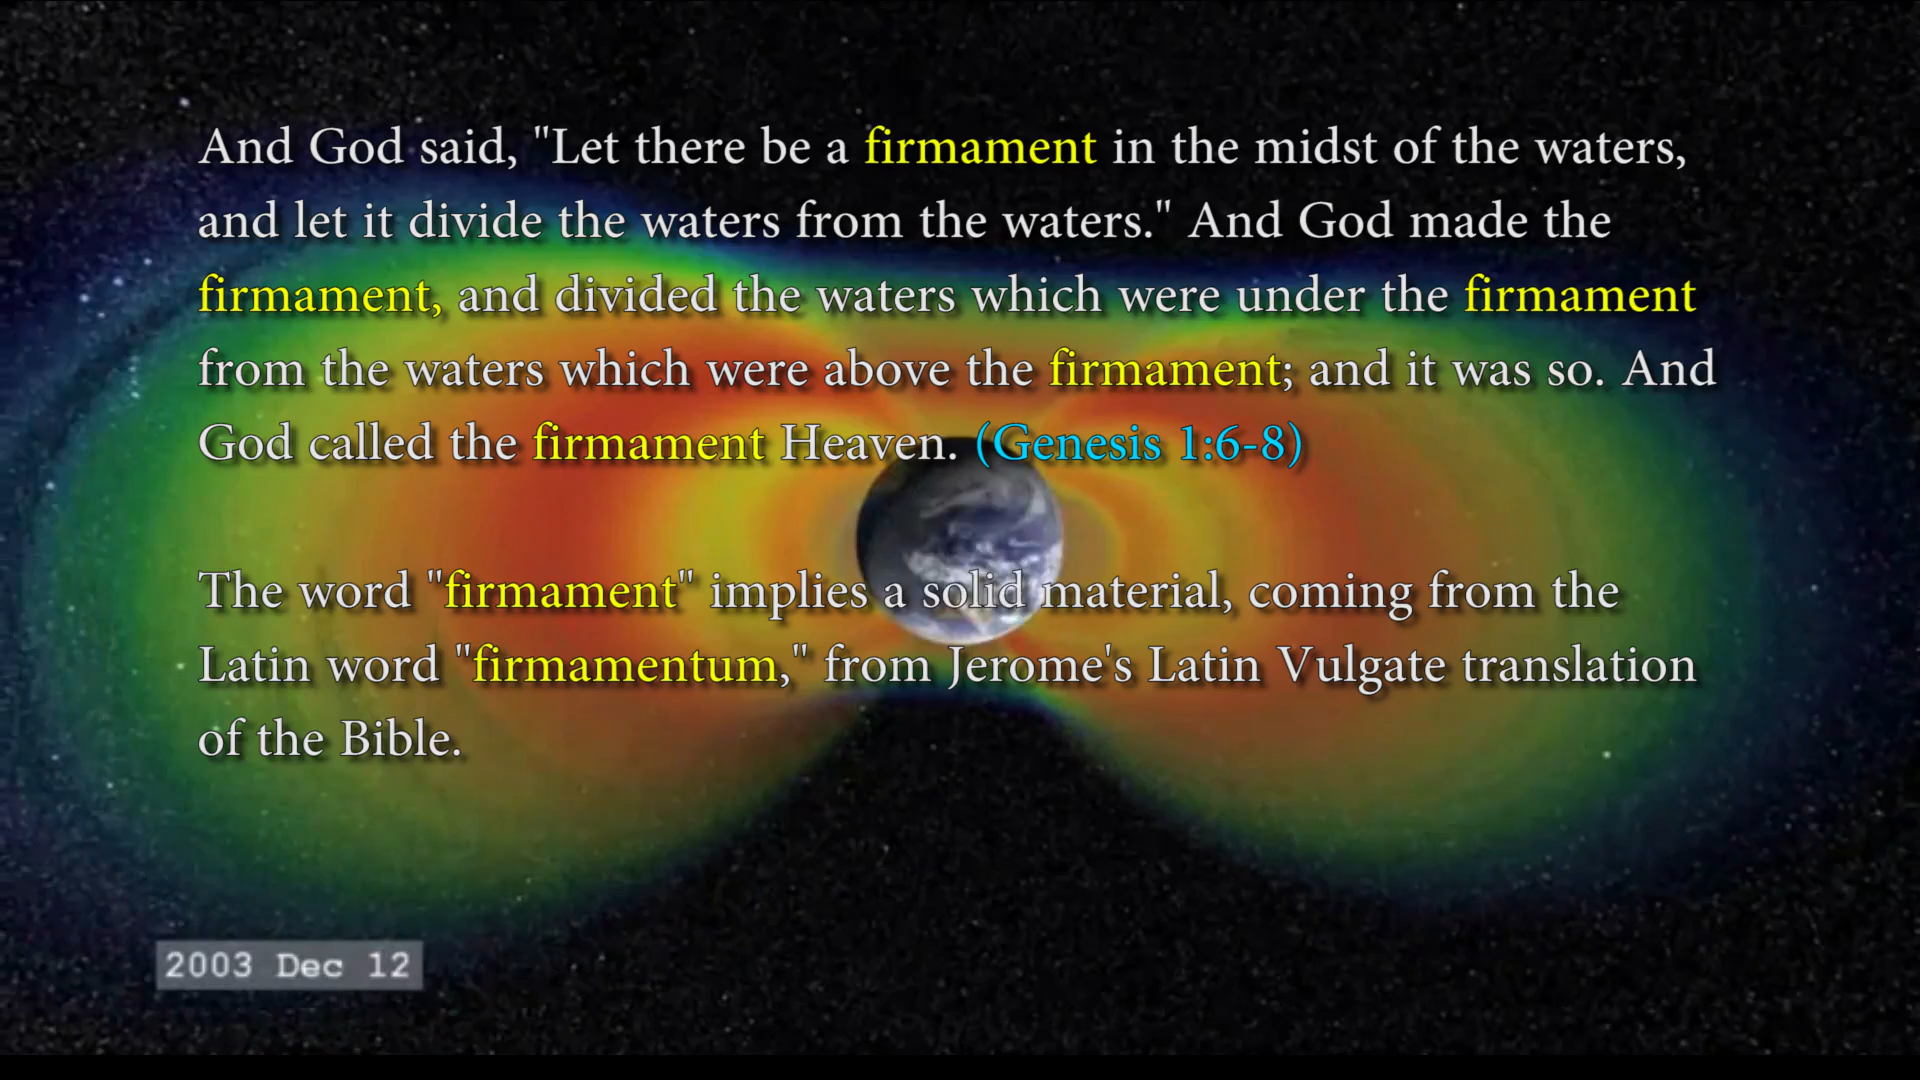 And God said, "Let there be a firmament in the midst of the waters,
and let it divide the waters from the waters." And God made the
firmament, and divided the waters which were under the firmament
from the waters which were above the firmament; and it was so. And
God called the firmament Heaven. (Genesis 1:6-8)
The word "firmament" implies a solid material, coming from the
Latin word "firmamentum," from Jerome's Latin Vulgate translation
of the Bible.
2003 Dec 12